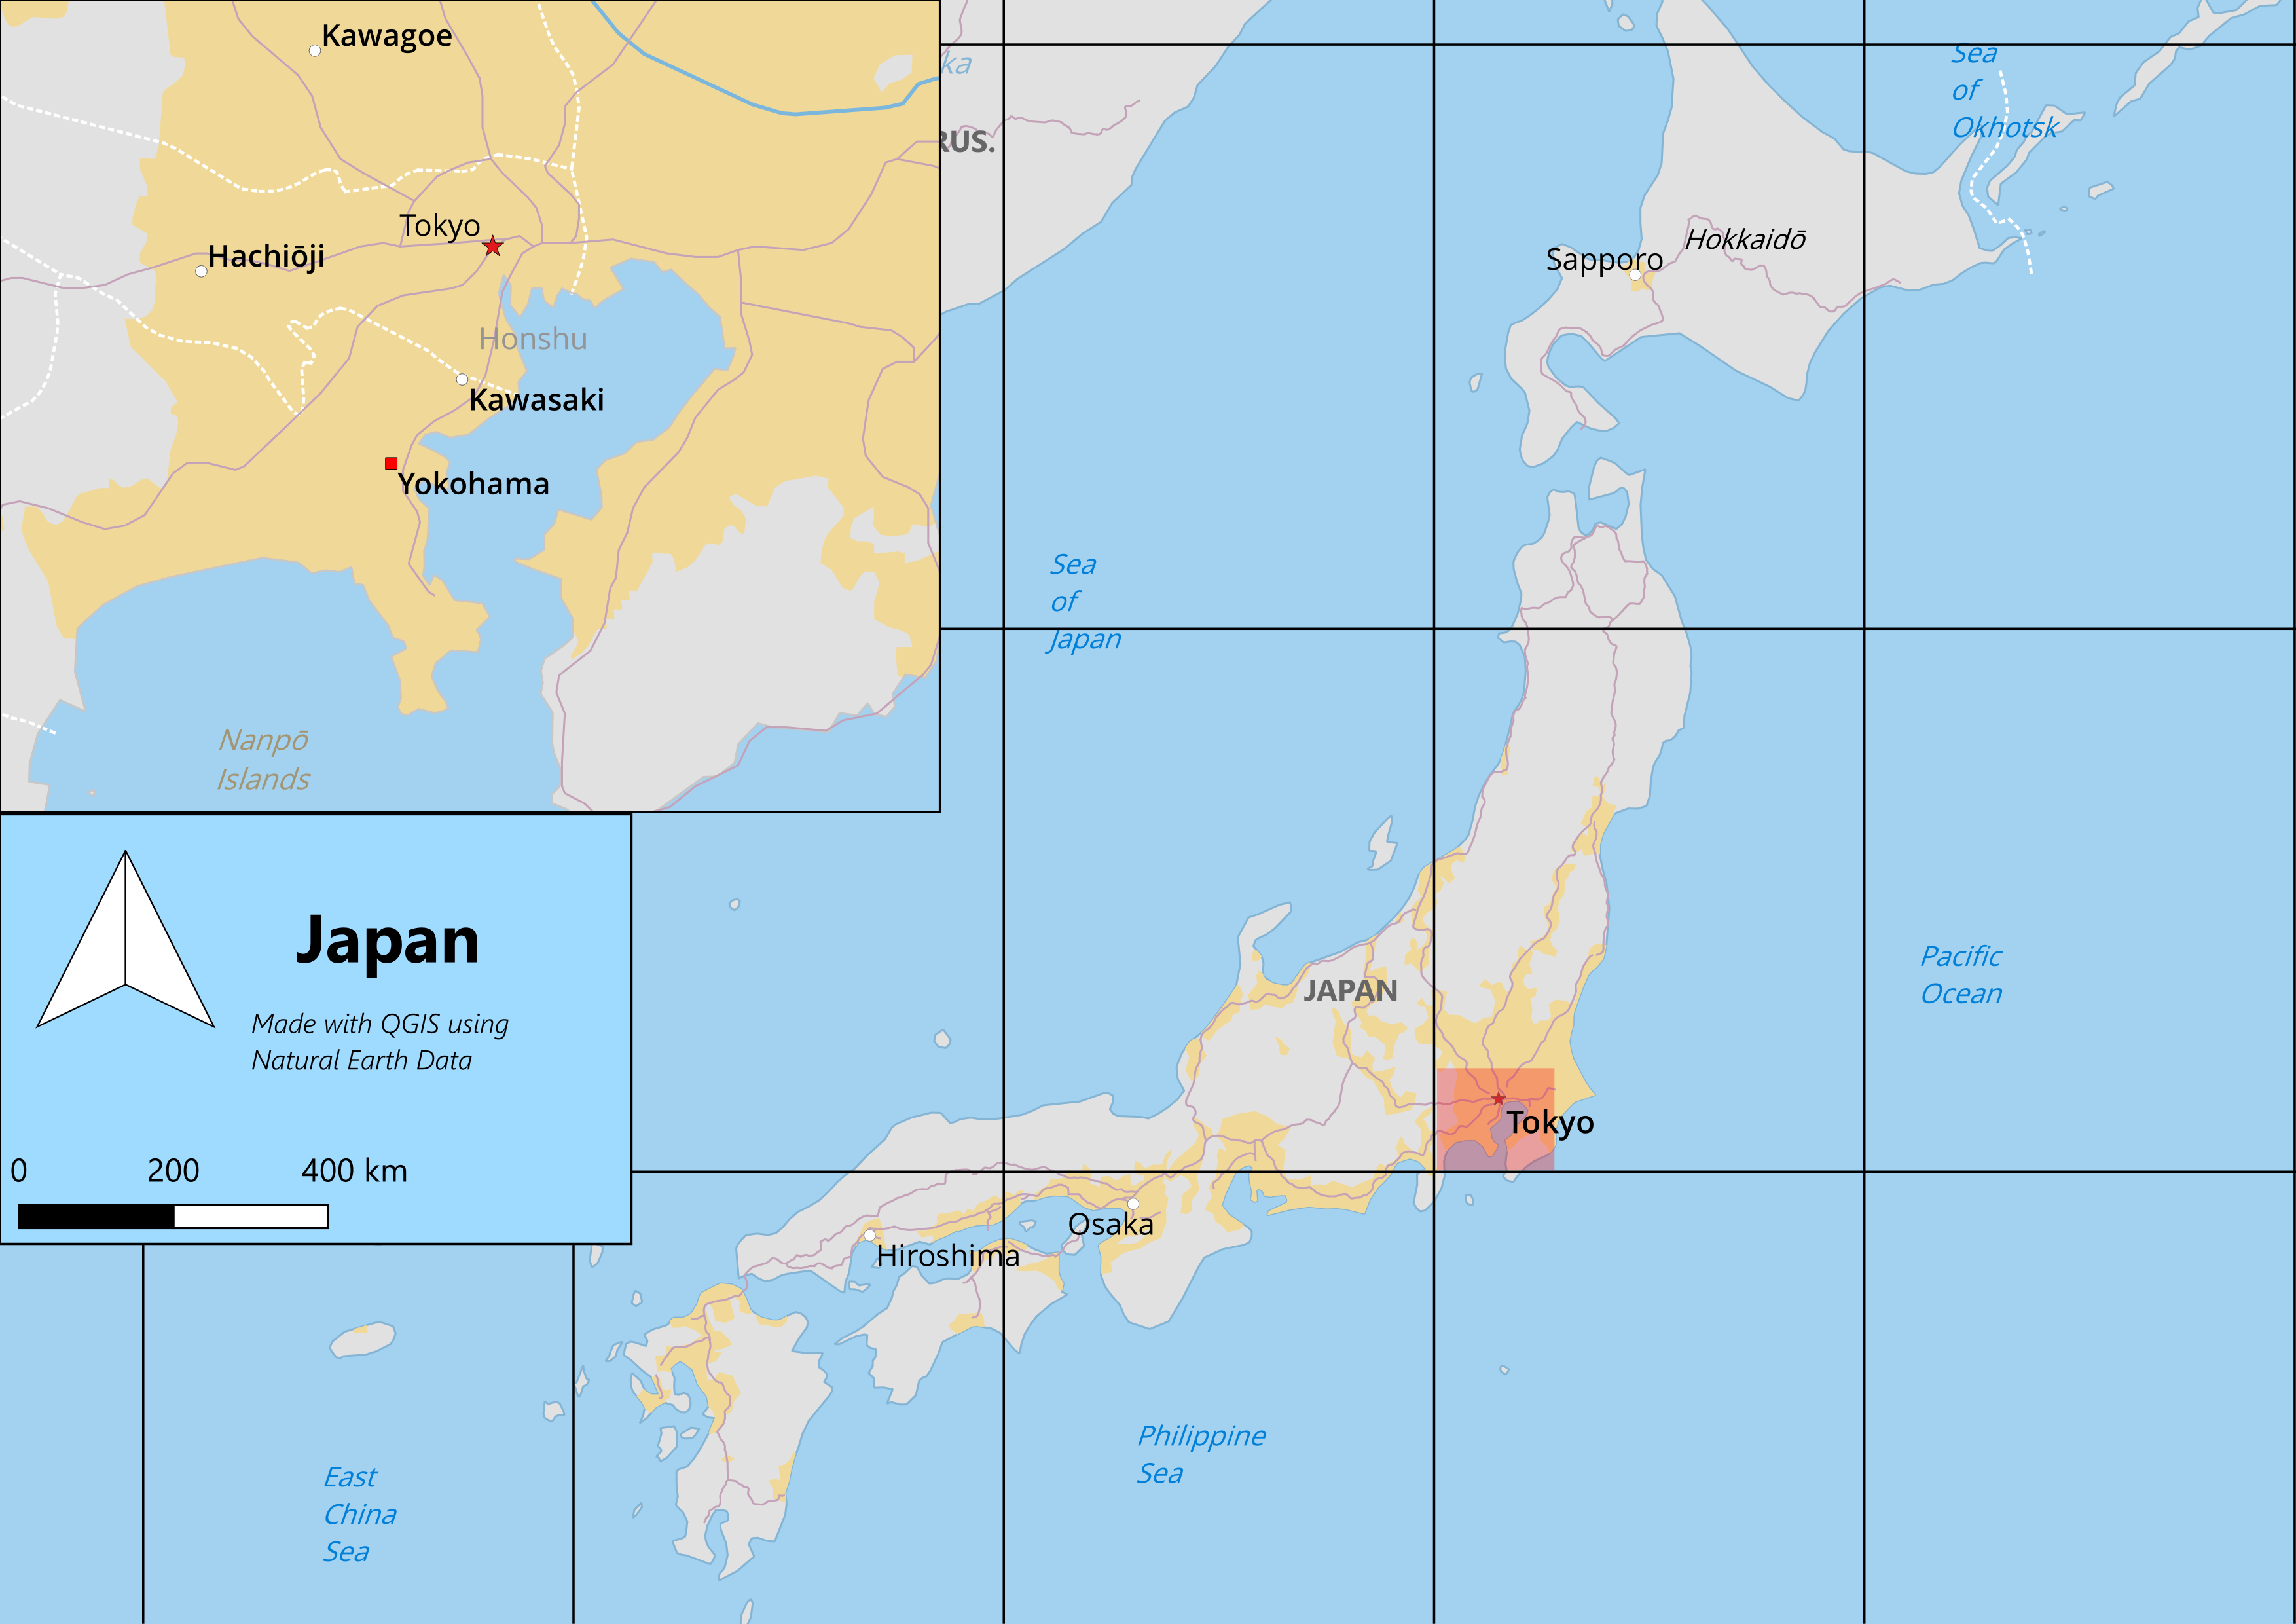 Kawagoe
Tokyo
Hachiōji
Honshu
Kawasaki
Yokohama
Nanpō
Islands
ka
RUS.
Sea
of
Okhotsk
Sapporo
Hokkaidō
Sea
of
Japan
Pacific
Ocean
JAPAN
Tokyo
Osaka
Hiroshima
Philippine
Sea
East
China
Sea
Japan
Made with QGIS using
Natural Earth Data
0 200 400 km